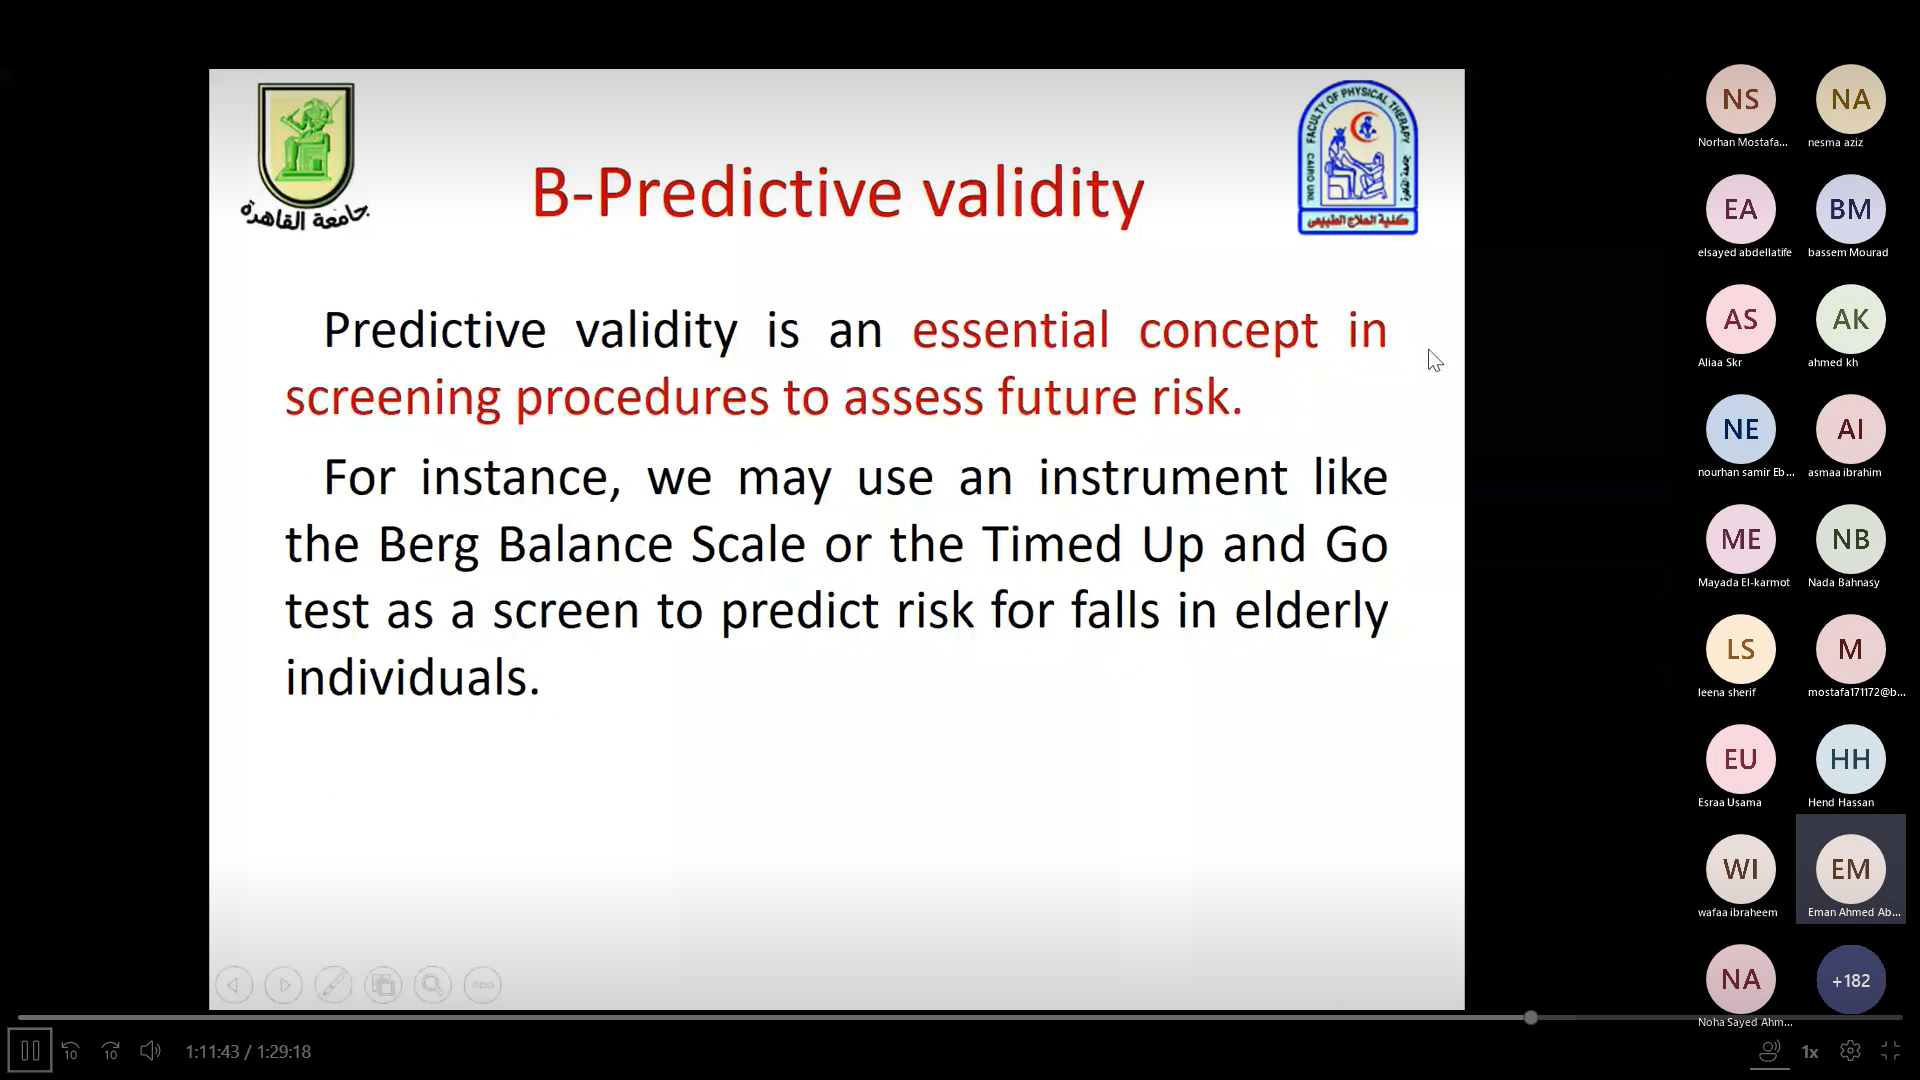 جامعة القاهرة
FACULTY OF PHYSICAL THERAPY
CAIRO UNI.
كلية العلاج الطبيعى
B-Predictive validity
Predictive validity is an essential concept in
screening procedures to assess future risk.
For instance, we may use an instrument like
the Berg Balance Scale or the Timed Up and Go
test as a screen to predict risk for falls in elderly
individuals.
NS NA
Norhan Mostafa... nesma aziz
EA BM
elsayed abdellatife bassem Mourad
AS AK
Aliaa Skr ahmed kh
NE AI
nourhan samir Eb... asmaa ibrahim
ME NB
Mayada El-karmot Nada Bahnasy
LS M
leena sherif mostafa171172@b...
EU HH
Esraa Usama Hend Hassan
WI EM
wafaa ibraheem Eman Ahmed Ab...
NA +182
Noha Sayed Ahm...
10 10 1:11:43 / 1:29:18 1x